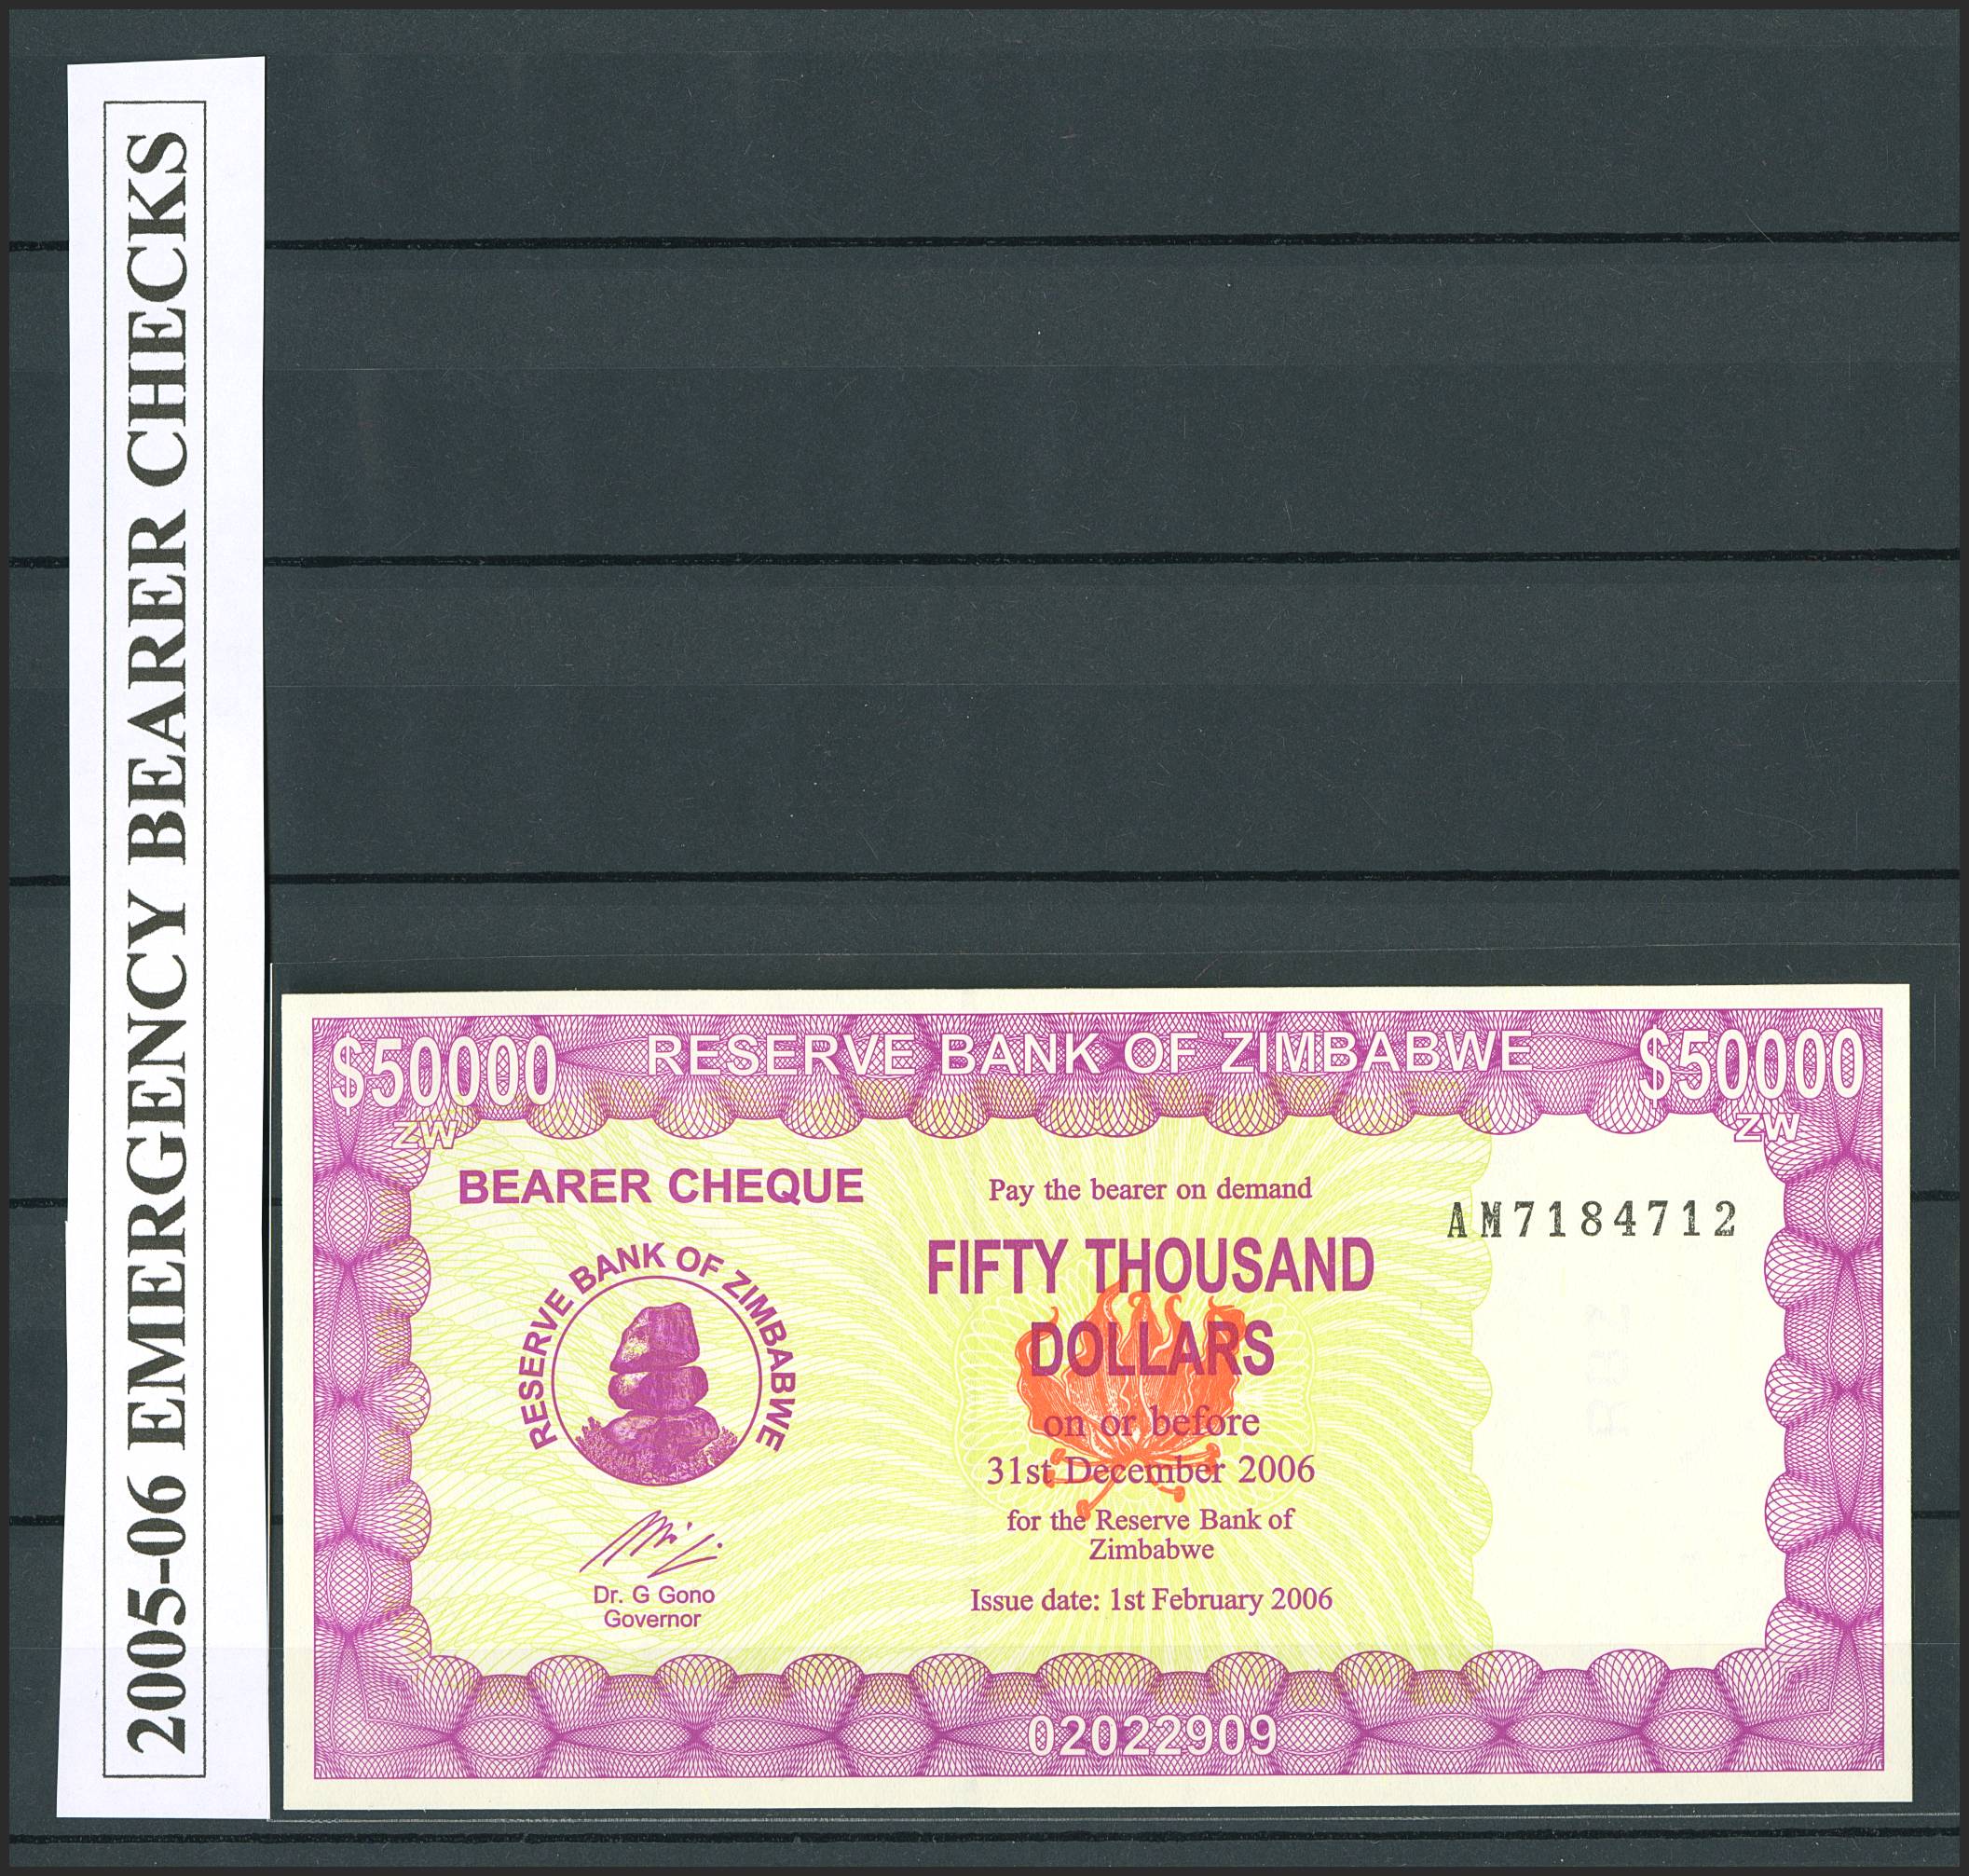 2005-06 EMERGENCY BEARER CHECKS
$50000
RESERVE BANK OF ZIMBABWE
$50000
ZW
ZW
BEARER CHEQUE
Pay the bearer on demand
AM7184712
FIFTY THOUSAND
DOLLARS
RESERVE BANK OF ZIMBABWE
on or before
31st December 2006
for the Reserve Bank of
Zimbabwe
Dr. G Gono
Governor
Issue date: 1st February 2006
02022909